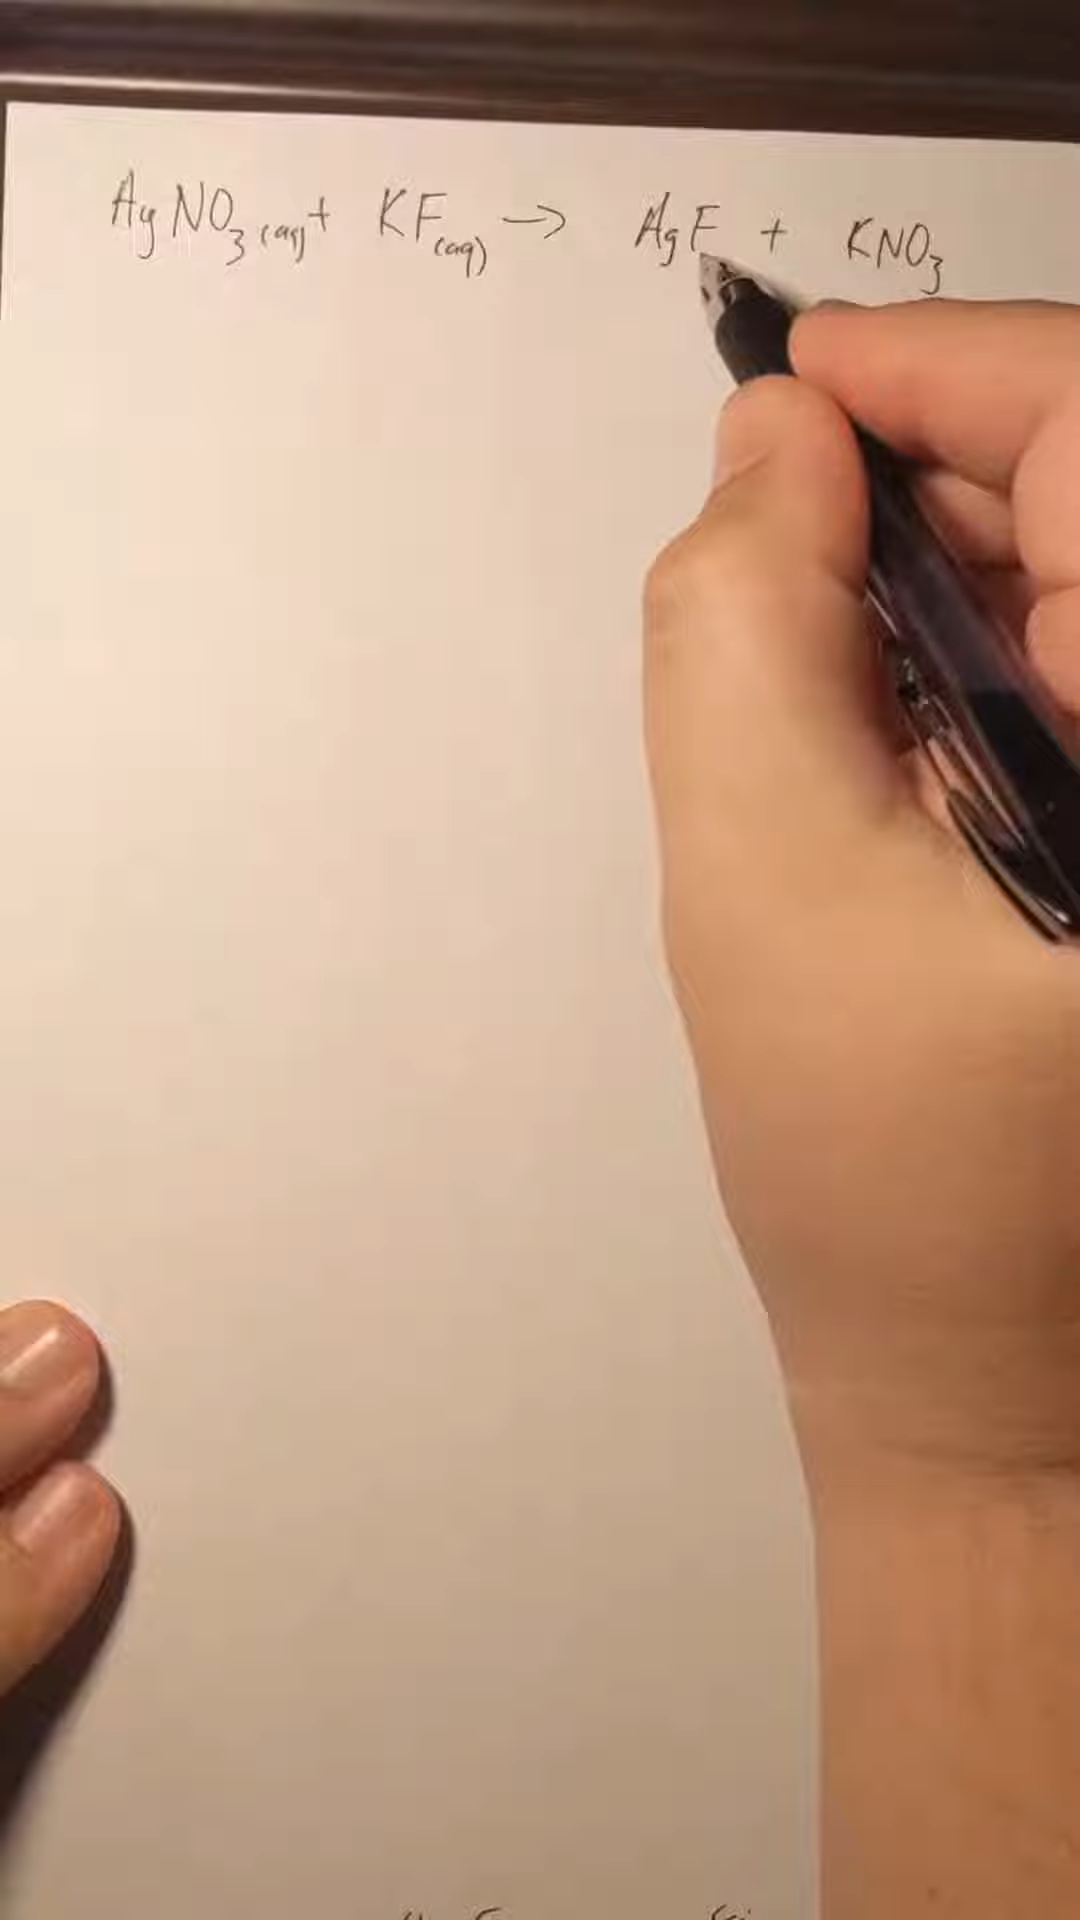 AgNO3(aq) + KF(aq) → AgF + KNO3